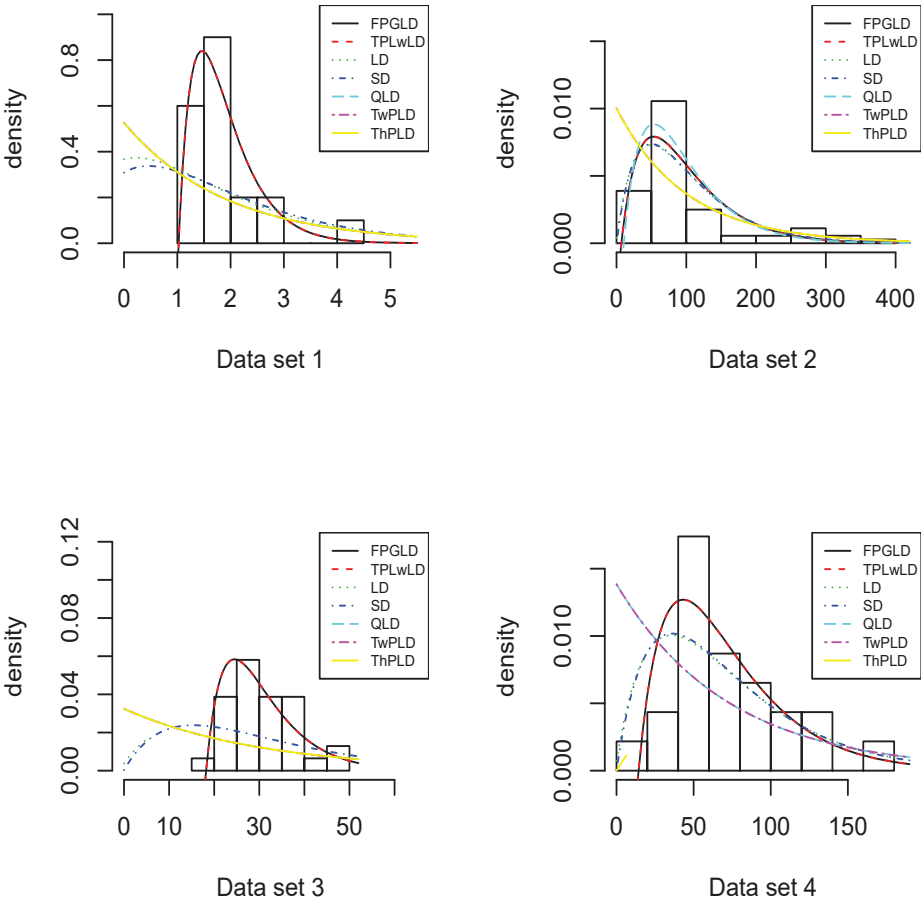 density
0.0
0.4
0.8
0
1
2
3
4
5
Data set 1
FPGLD
TPLwLD
LD
SD
QLD
TwPLD
ThPLD
density
0.000
0.010
0
100
200
300
400
Data set 2
FPGLD
TPLwLD
LD
SD
QLD
TwPLD
ThPLD
density
0.00
0.04
0.08
0.12
0
10
30
50
Data set 3
FPGLD
TPLwLD
LD
SD
QLD
TwPLD
ThPLD
density
0.000
0.010
0
50
100
150
Data set 4
FPGLD
TPLwLD
LD
SD
QLD
TwPLD
ThPLD